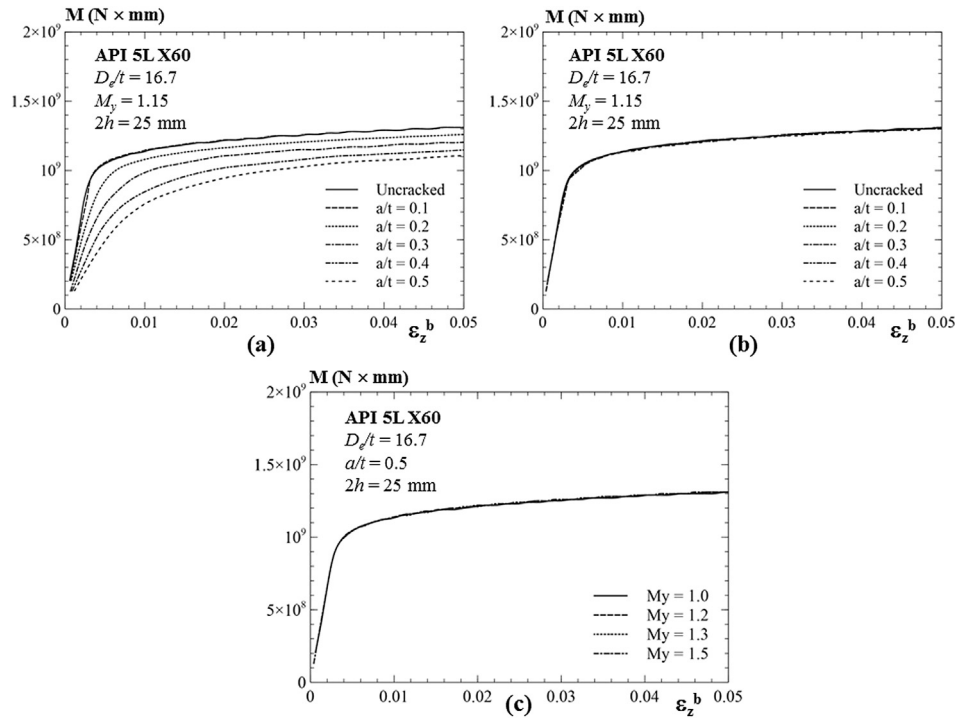 M (N × mm)
2×10⁹
API 5L X60
Dₑ/t = 16.7
M_y = 1.15
2h = 25 mm
1.5×10⁹
10⁹
5×10⁸
0
Uncracked
a/t = 0.1
a/t = 0.2
a/t = 0.3
a/t = 0.4
a/t = 0.5
0 0.01 0.02 0.03 0.04 0.05
(a) ε_z^b
M (N × mm)
2×10⁹
API 5L X60
Dₑ/t = 16.7
M_y = 1.15
2h = 25 mm
1.5×10⁹
10⁹
5×10⁸
0
Uncracked
a/t = 0.1
a/t = 0.2
a/t = 0.3
a/t = 0.4
a/t = 0.5
0 0.01 0.02 0.03 0.04 0.05
(b) ε_z^b
M (N × mm)
2×10⁹
API 5L X60
Dₑ/t = 16.7
a/t = 0.5
2h = 25 mm
1.5×10⁹
10⁹
5×10⁸
0
My = 1.0
My = 1.2
My = 1.3
My = 1.5
0 0.01 0.02 0.03 0.04 0.05
(c) ε_z^b